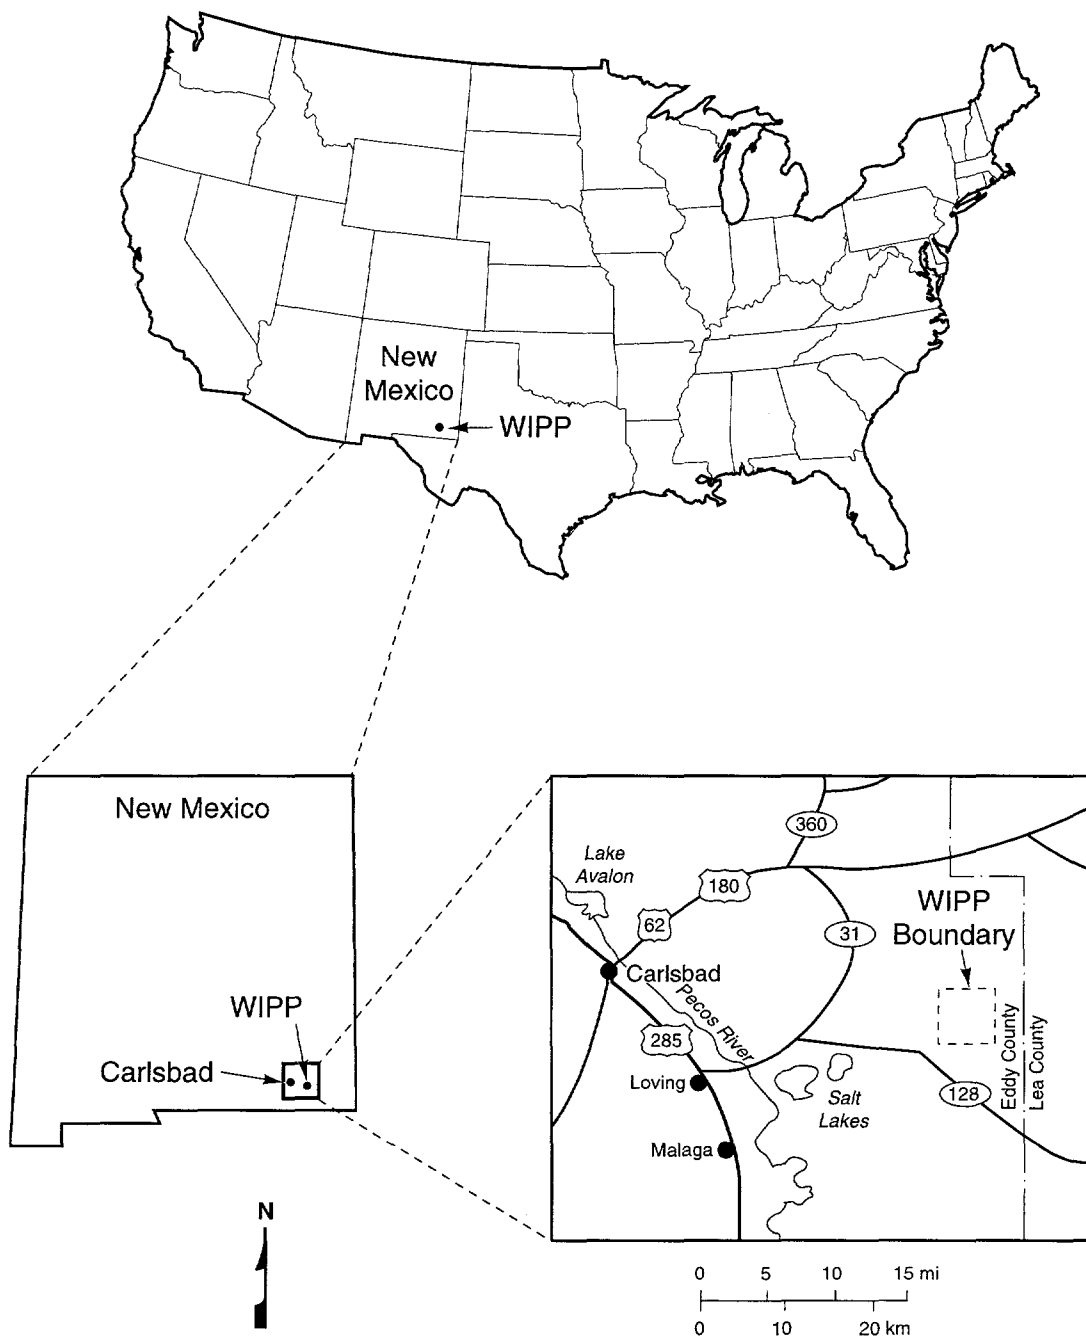 New
Mexico
WIPP
New Mexico
WIPP
Carlsbad
N
360
Lake
Avalon
180
WIPP
Boundary
62
31
Carlsbad
Pecos River
285
Eddy County
Lea County
Loving
Salt
Lakes
128
Malaga
0 5 10 15 mi
0 10 20 km